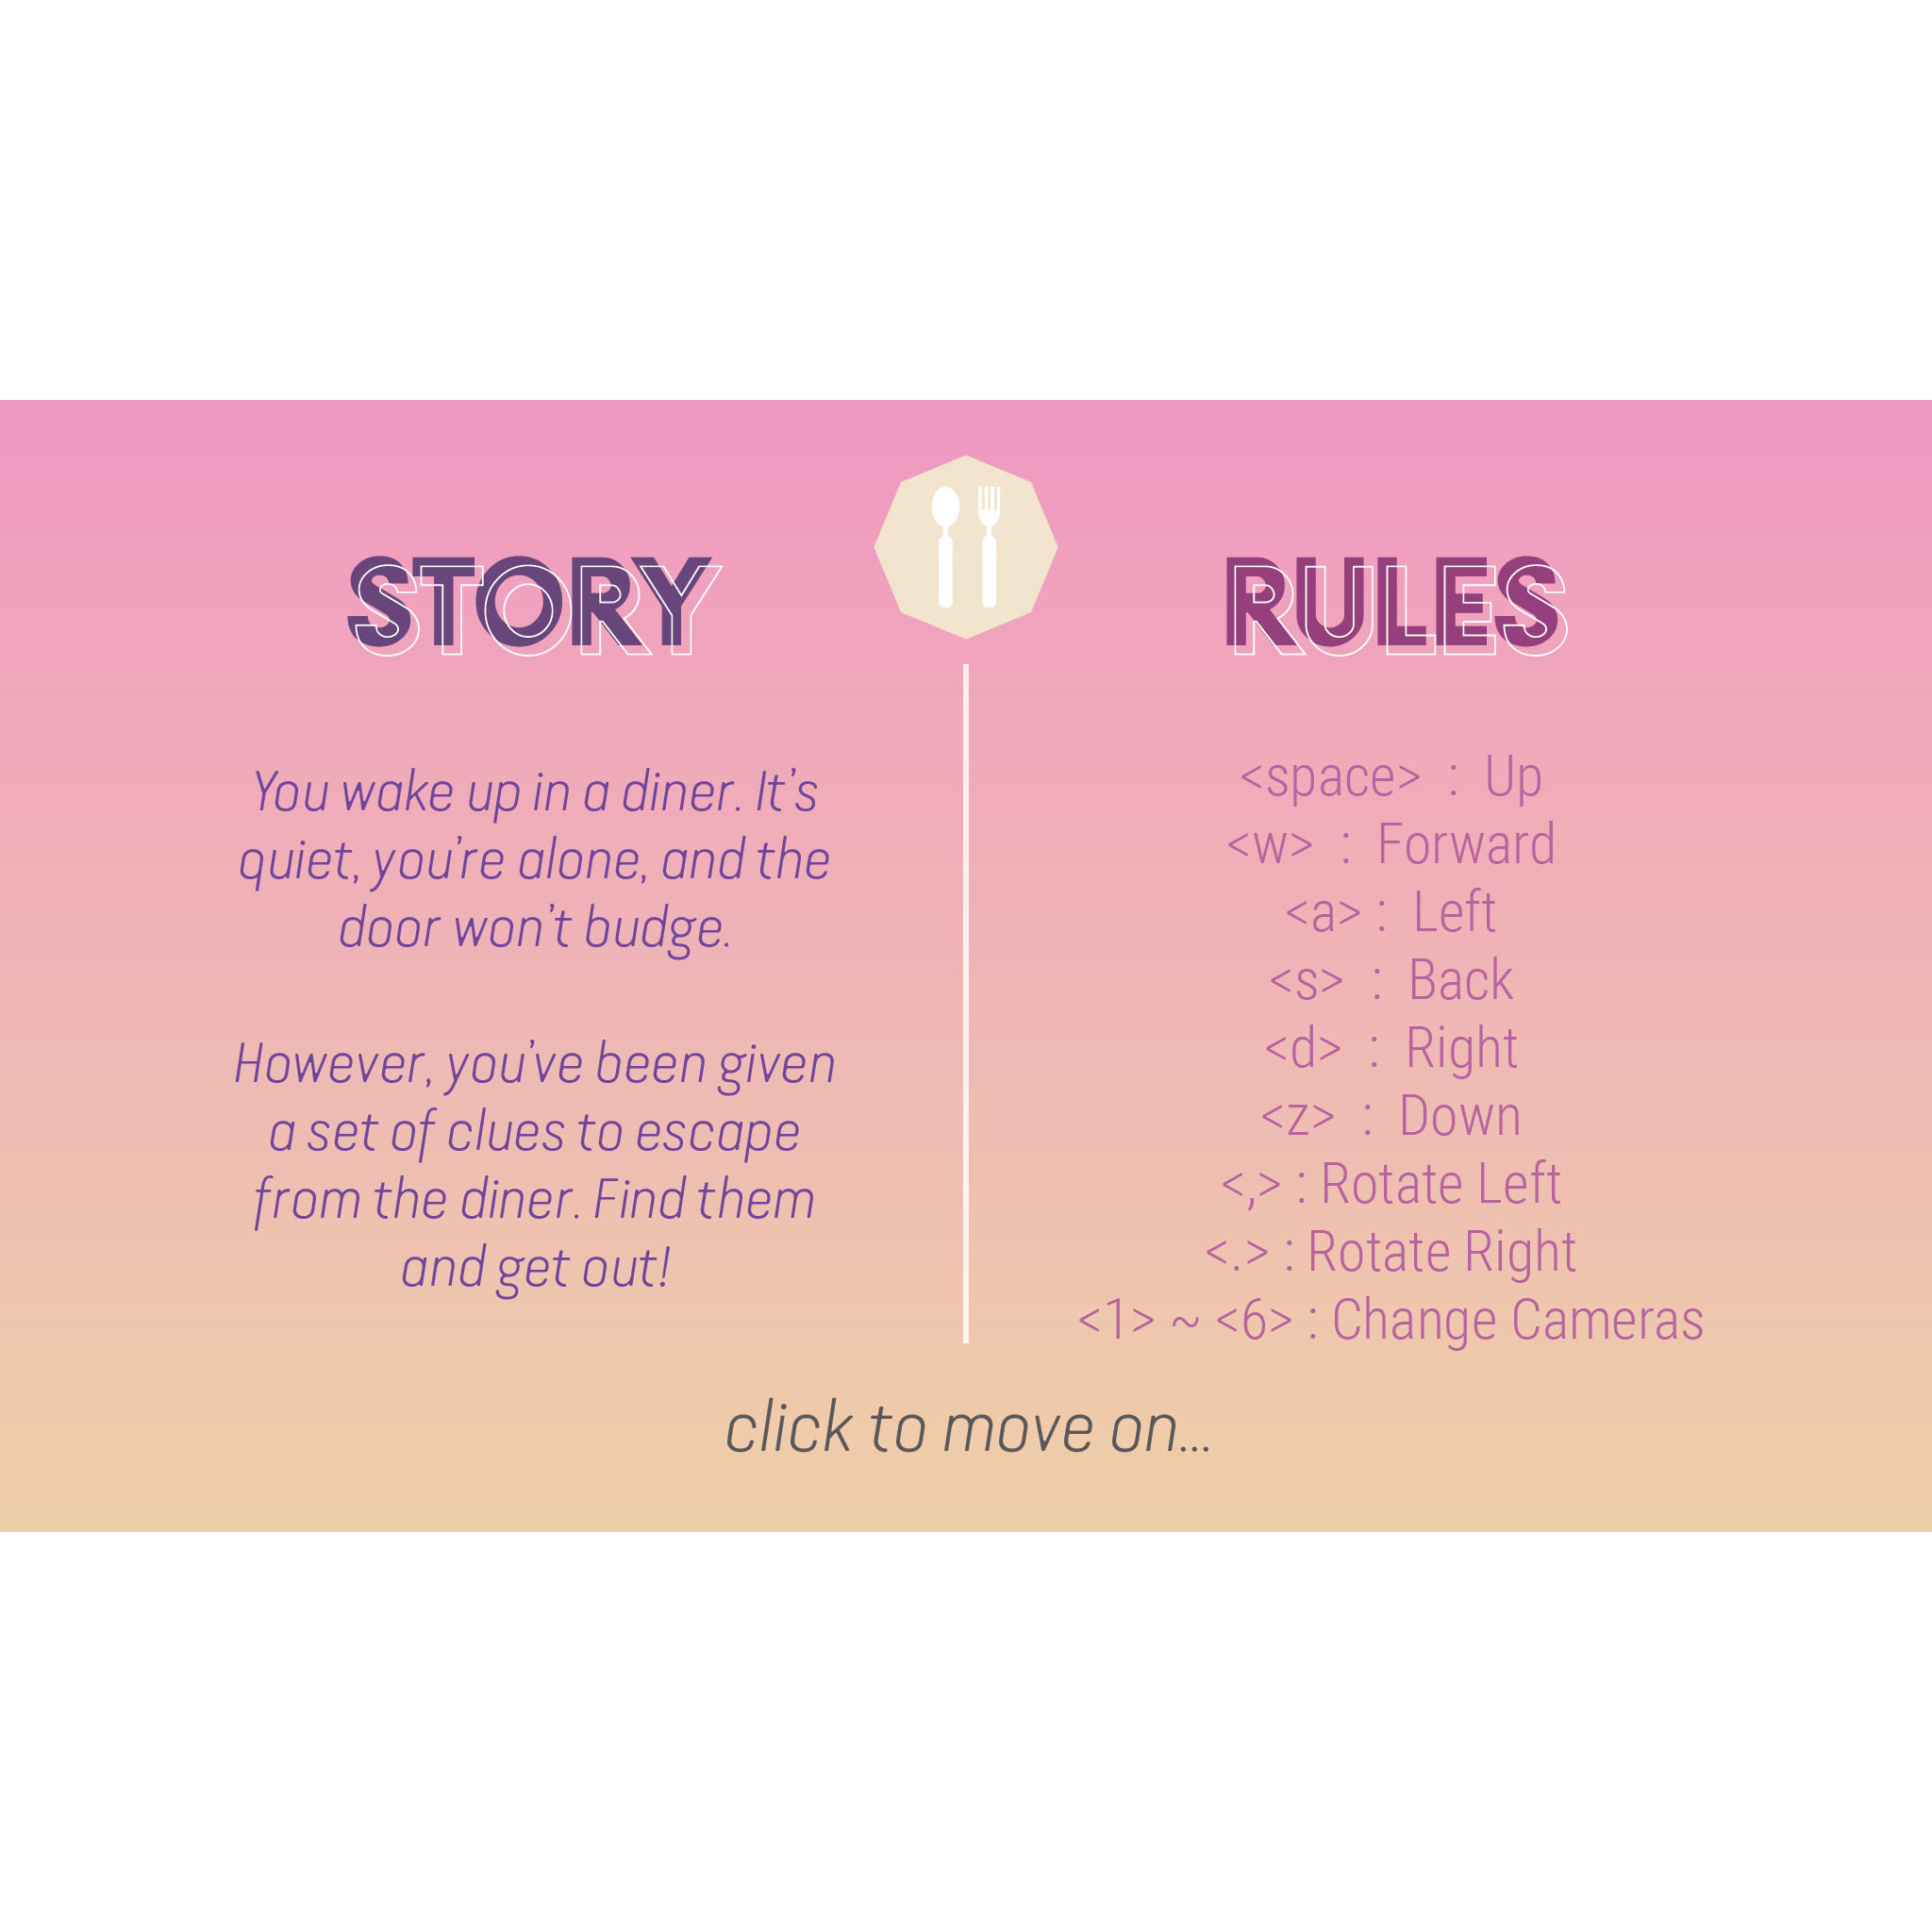 STORY
You wake up in a diner. It’s
quiet, you’re alone, and the
door won’t budge.
However, you’ve been given
a set of clues to escape
from the diner. Find them
and get out!
RULES
<space> : Up
<w> : Forward
<a> : Left
<s> : Back
<d> : Right
<z> : Down
<,> : Rotate Left
<.> : Rotate Right
<1> ~ <6> : Change Cameras
click to move on...